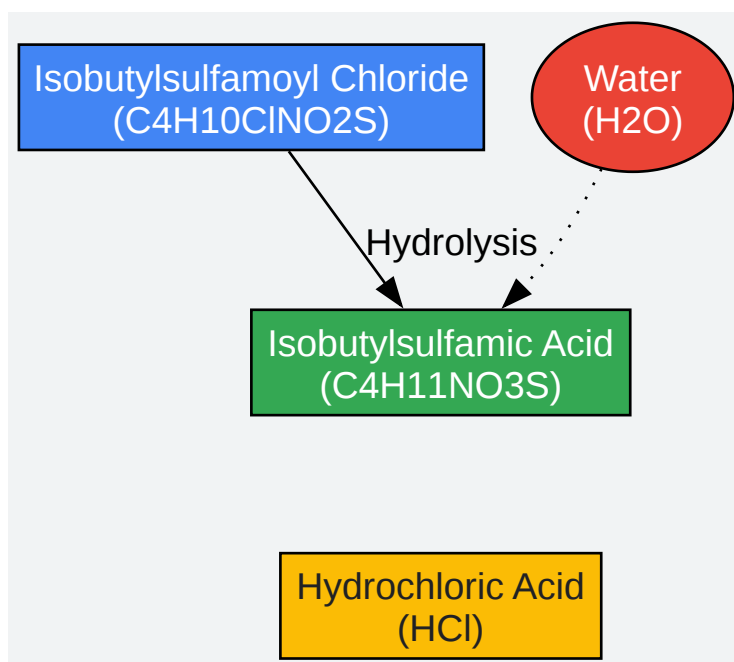 Isobutylsulfamoyl Chloride
(C4H10ClNO2S)
Water
(H2O)
Hydrolysis
Isobutylsulfamic Acid
(C4H11NO3S)
Hydrochloric Acid
(HCl)